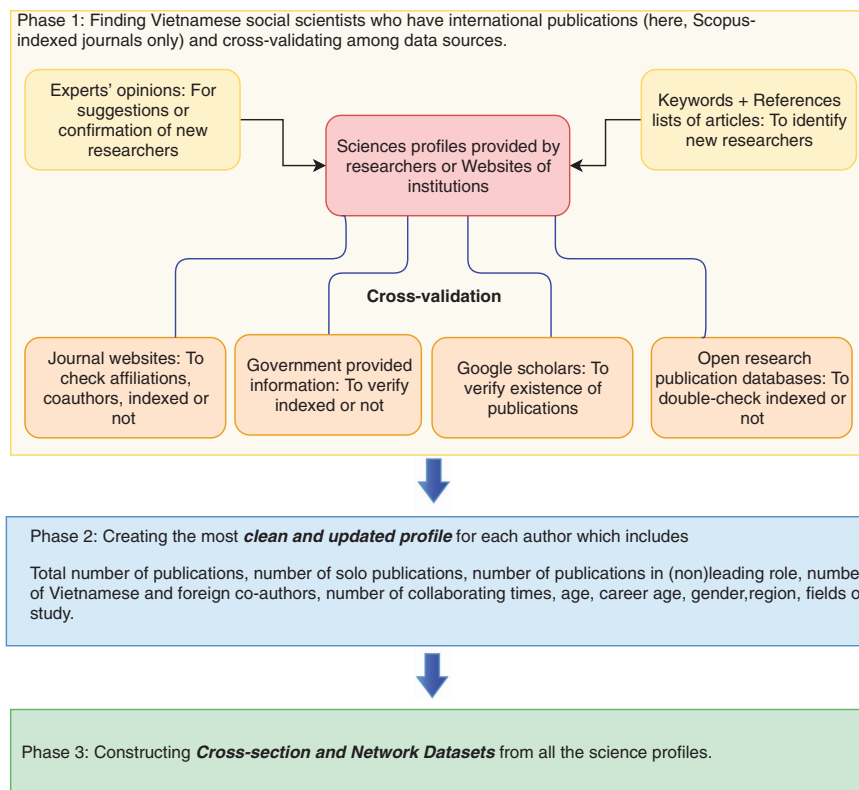 Phase 1: Finding Vietnamese social scientists who have international publications (here, Scopus-
indexed journals only) and cross-validating among data sources.
Experts' opinions: For
suggestions or
confirmation of new
researchers
Keywords + References
lists of articles: To identify
new researchers
Sciences profiles provided by
researchers or Websites of
institutions
Cross-validation
Journal websites: To
check affiliations,
coauthors, indexed or
not
Government provided
information: To verify
indexed or not
Google scholars: To
verify existence of
publications
Open research
publication databases: To
double-check indexed or
not
Phase 2: Creating the most clean and updated profile for each author which includes
Total number of publications, number of solo publications, number of publications in (non)leading role, numbe
of Vietnamese and foreign co-authors, number of collaborating times, age, career age, gender,region, fields o
study.
Phase 3: Constructing Cross-section and Network Datasets from all the science profiles.